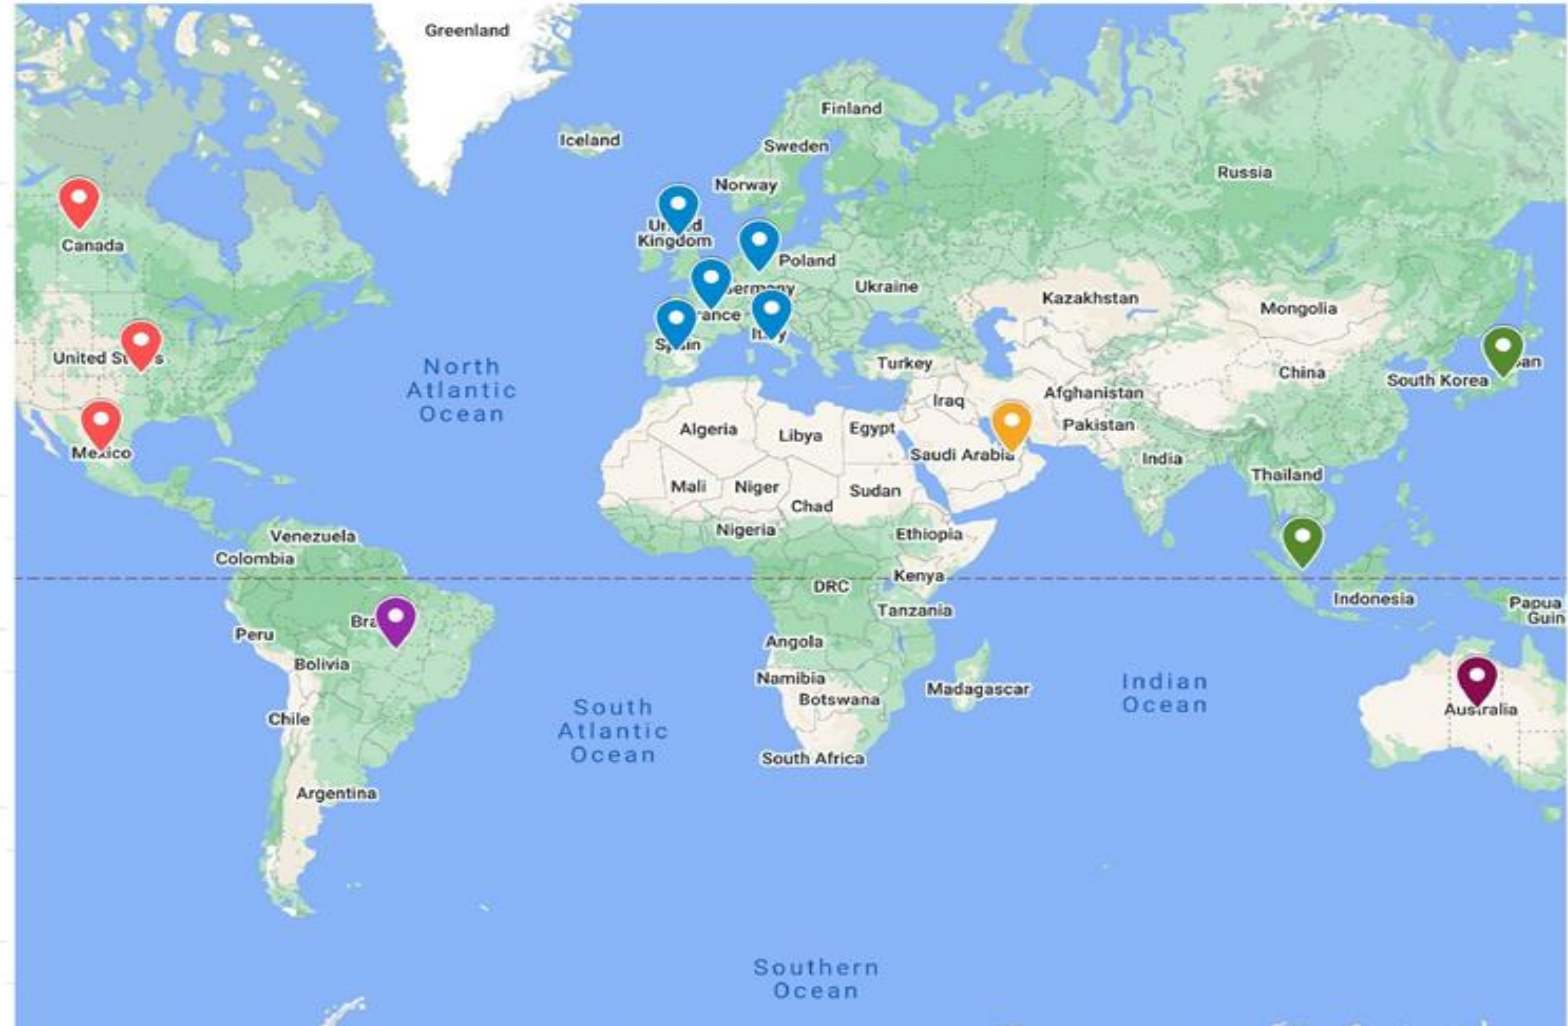 Greenland
Finland
Iceland
Sweden
Russia
Norway
Kingdom
Canada
Poland
Ukraine
Kazakhstan
Mongolia
United
North
Atlantic
Ocean
Turkey
China
South Korea
Iraq
Afghanistan
Algeria
Libya
Egypt
Pakistan
Mexico
Saudi Arabia
India
Thailand
Mali
Niger
Chad
Sudan
Venezuela
Nigeria
Ethiopia
Colombia
Kenya
DRC
Indonesia
Papua
Guin
Tanzania
Peru
Angola
Bolivia
Namibia
Botswana
Madagascar
Indian
Ocean
Australia
South
Atlantic
Ocean
Chile
South Africa
Argentina
Southern
Ocean